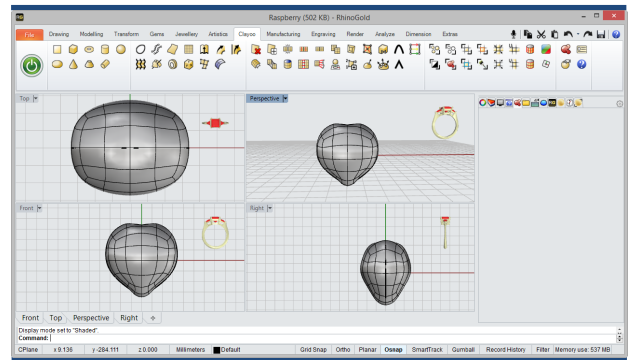 RG Raspberry (502 KB) - RhinoGold
File Drawing Modelling Transform Gems Jewellery Artistics Clayoo Manufacturing Engraving Render Analyze Dimension Extras
Top Perspective
Front Right
Front Top Perspective Right
Display mode set to "Shaded".
Command:
CPlane x 9.136 y -284.111 z 0.000 Millimeters Default Grid Snap Ortho Planar Osnap SmartTrack Gumball Record History Filter Memory use: 537 MB